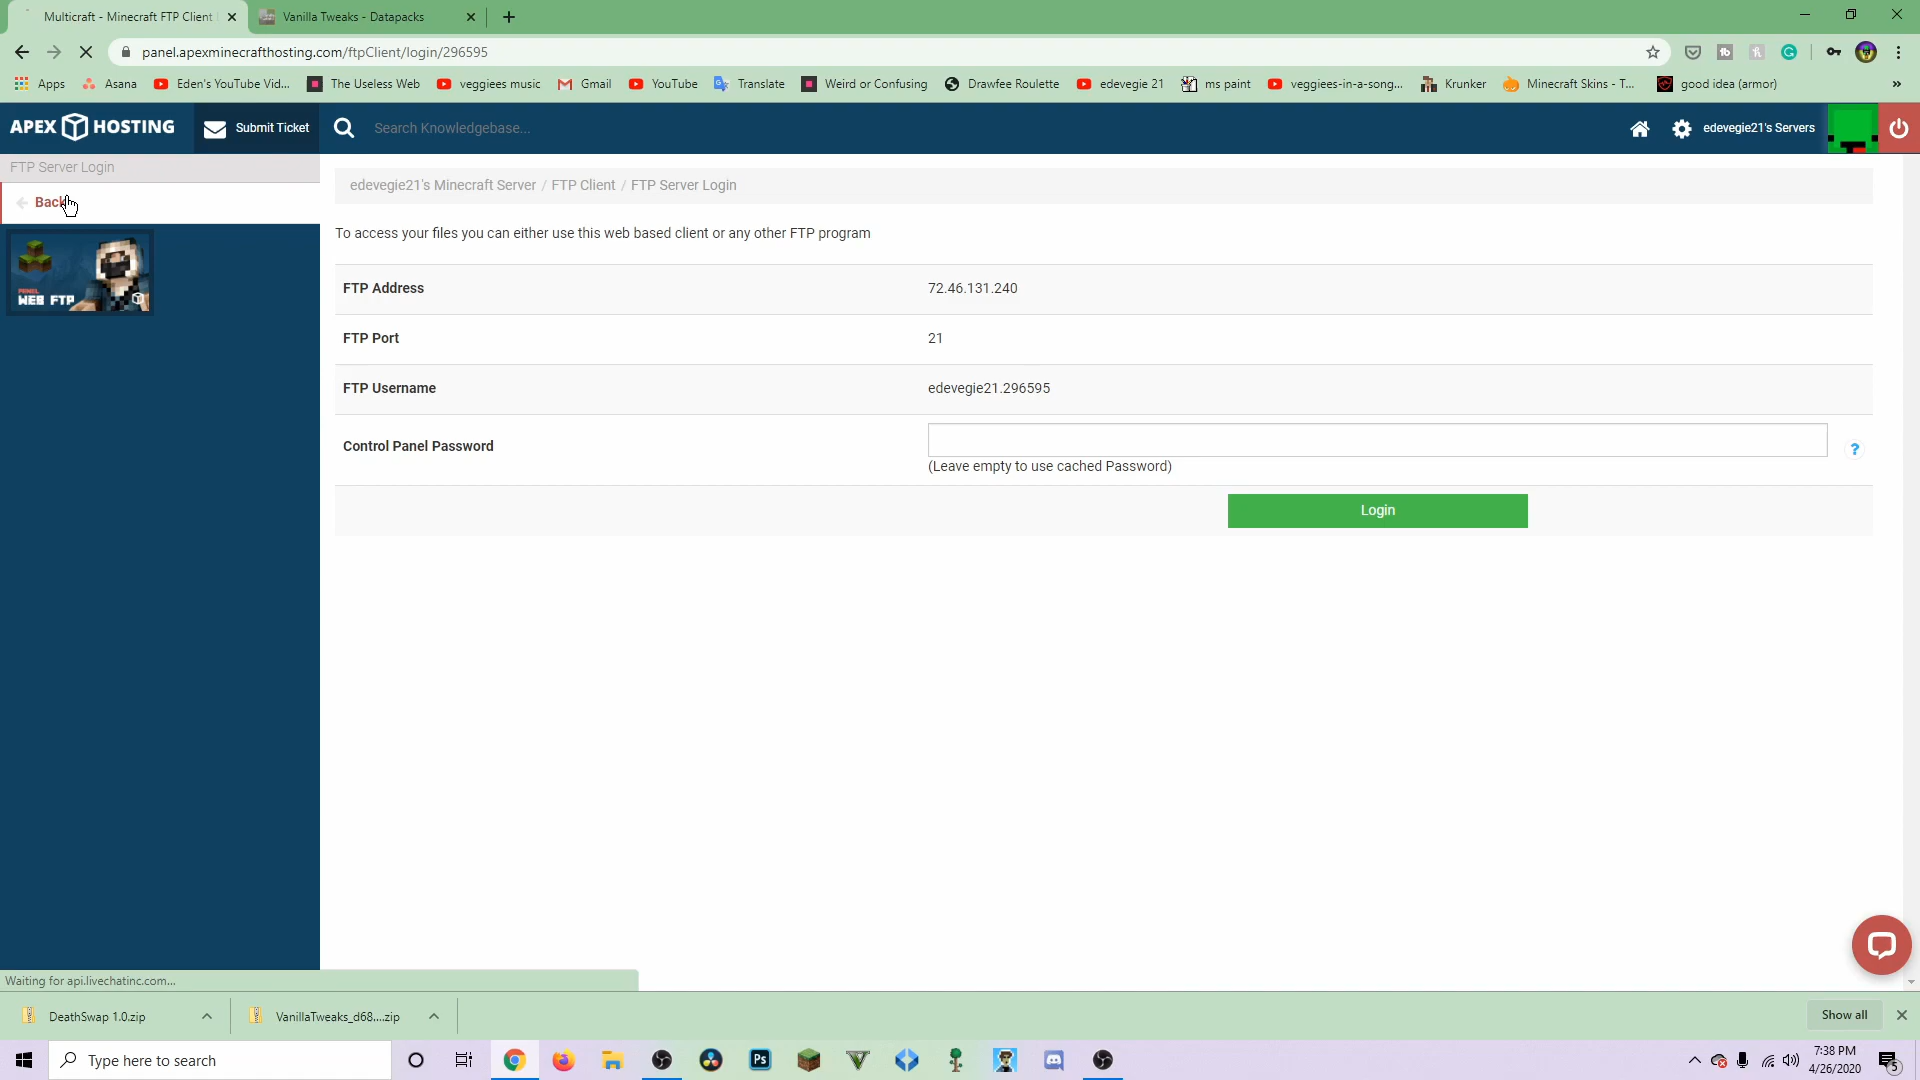 Multicraft - Minecraft FTP Client
Vanilla Tweaks - Datapacks
panel.apexminecrafthosting.com/ftpClient/login/296595
Apps
Asana
Eden's YouTube Vid...
The Useless Web
veggiees music
Gmail
YouTube
Translate
Weird or Confusing
Drawfee Roulette
edevegie 21
ms paint
veggiees-in-a-song...
Krunker
Minecraft Skins - T...
good idea (armor)
»
APEX HOSTING
Submit Ticket
Search Knowledgebase...
edevegie21's Servers
FTP Server Login
Back
PANEL
WEB FTP
edevegie21's Minecraft Server / FTP Client / FTP Server Login
To access your files you can either use this web based client or any other FTP program
FTP Address 72.46.131.240
FTP Port 21
FTP Username edevegie21.296595
Control Panel Password
?
(Leave empty to use cached Password)
Login
Waiting for api.livechatinc.com...
DeathSwap 1.0.zip
VanillaTweaks_d68....zip
Show all
Type here to search
Ps
7:38 PM
4/26/2020
5